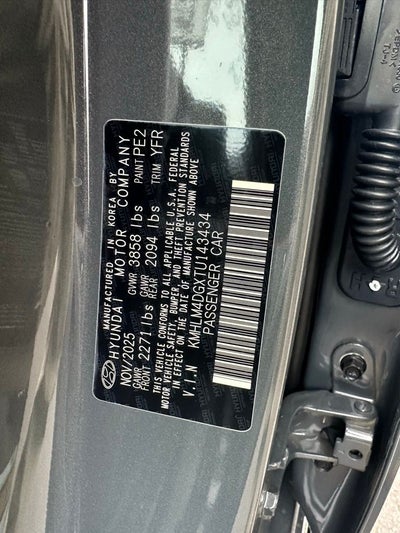 MANUFACTURED IN KOREA BY
HYUNDAI MOTOR COMPANY
NOV/2025 GVWR 3858 lbs PAINT PE2
GAWR FRONT 2271 lbs GAWR REAR 2094 lbs TRIM YFR
THIS VEHICLE CONFORMS TO ALL APPLICABLE U.S.A. FEDERAL
MOTOR VEHICLE SAFETY, BUMPER, AND THEFT PREVENTION STANDARDS
IN EFFECT ON THE DATE OF MANUFACTURE SHOWN ABOVE
V.I.N KMHLM4DGXTU143434
PASSENGER CAR